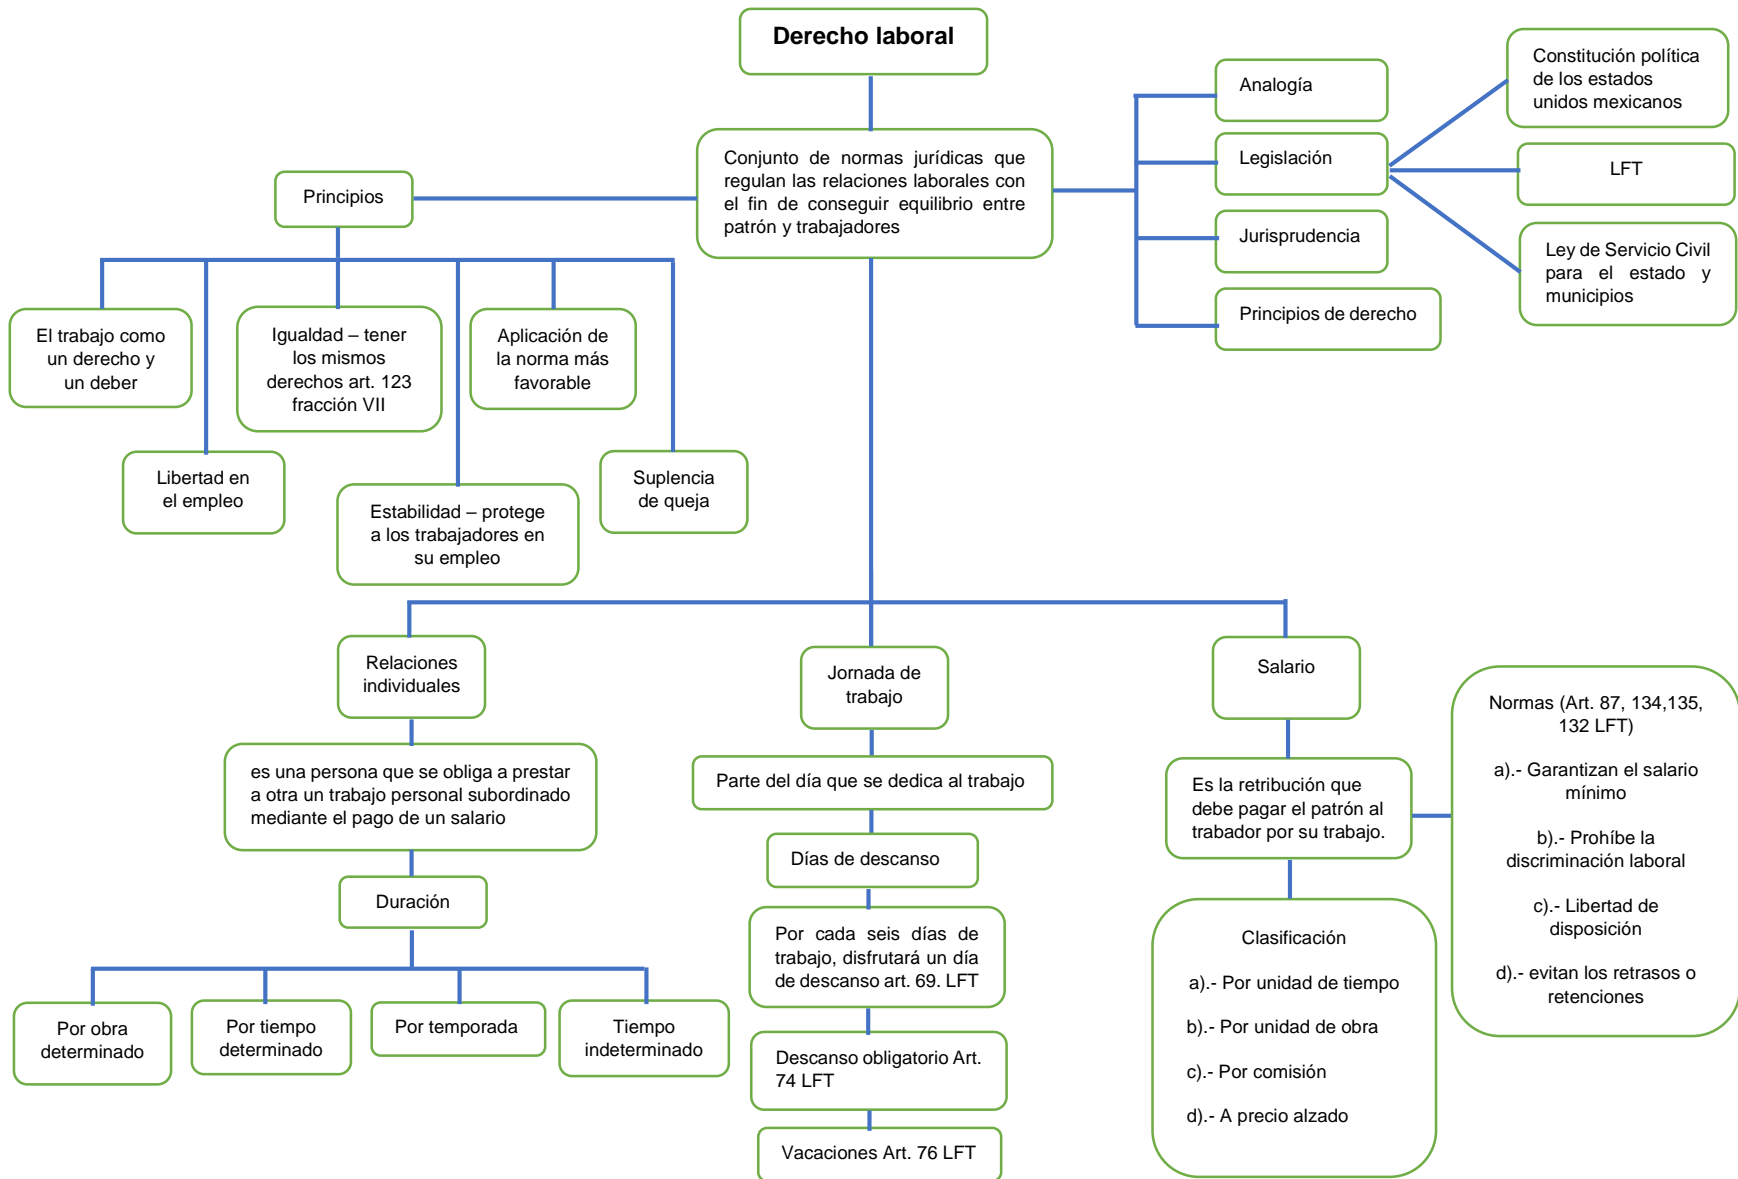 Derecho laboral
Conjunto de normas jurídicas que
regulan las relaciones laborales con
el fin de conseguir equilibrio entre
patrón y trabajadores
Analogía
Legislación
Jurisprudencia
Principios de derecho
Constitución política
de los estados
unidos mexicanos
LFT
Ley de Servicio Civil
para el estado y
municipios
Principios
El trabajo como
un derecho y
un deber
Libertad en
el empleo
Igualdad – tener
los mismos
derechos art. 123
fracción VII
Estabilidad – protege
a los trabajadores en
su empleo
Aplicación de
la norma más
favorable
Suplencia
de queja
Relaciones
individuales
es una persona que se obliga a prestar
a otra un trabajo personal subordinado
mediante el pago de un salario
Duración
Por obra
determinado
Por tiempo
determinado
Por temporada
Tiempo
indeterminado
Jornada de
trabajo
Parte del día que se dedica al trabajo
Días de descanso
Por cada seis días de
trabajo, disfrutará un día
de descanso art. 69. LFT
Descanso obligatorio Art.
74 LFT
Vacaciones Art. 76 LFT
Salario
Es la retribución que
debe pagar el patrón al
trabador por su trabajo.
Clasificación
a).- Por unidad de tiempo
b).- Por unidad de obra
c).- Por comisión
d).- A precio alzado
Normas (Art. 87, 134,135,
132 LFT)
a).- Garantizan el salario
mínimo
b).- Prohíbe la
discriminación laboral
c).- Libertad de
disposición
d).- evitan los retrasos o
retenciones